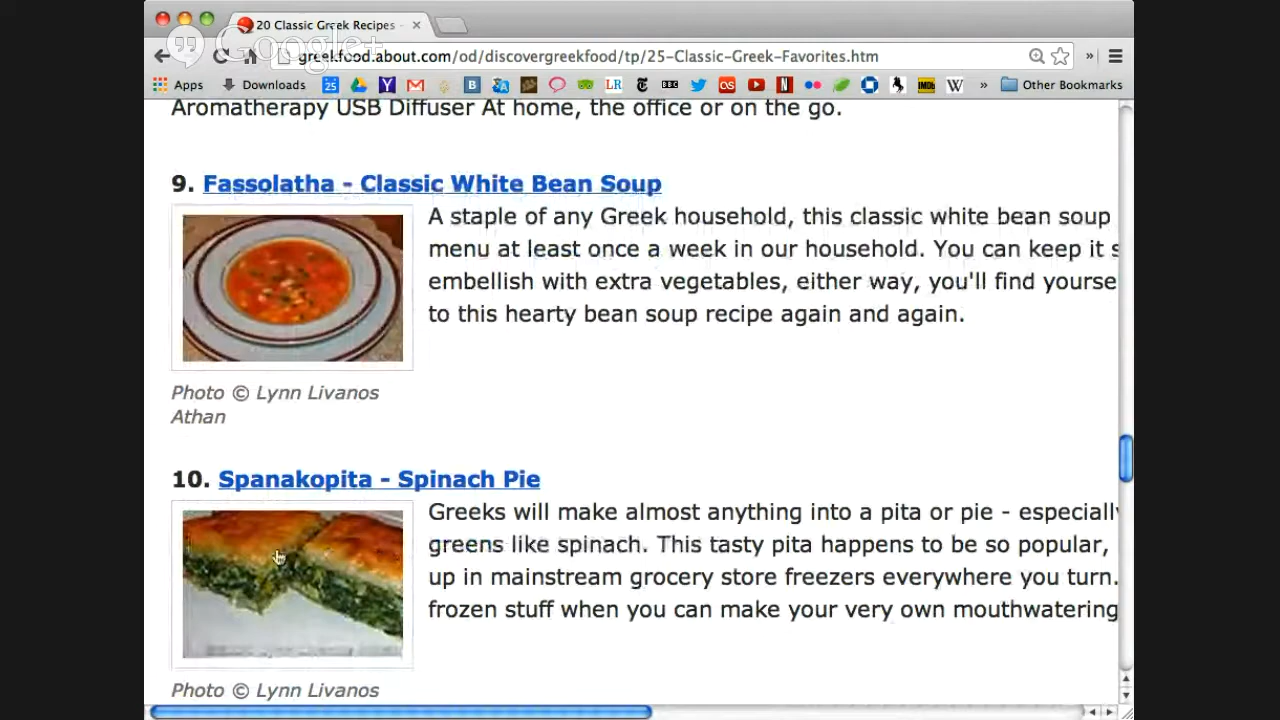 20 Classic Greek Recipes -
Google+
greekfood.about.com/od/discovergreekfood/tp/25-Classic-Greek-Favorites.htm
Apps Downloads 25 Y B LR T BBC N IMDb W » Other Bookmarks
Aromatherapy USB Diffuser At home, the office or on the go.
9. Fassolatha - Classic White Bean Soup
A staple of any Greek household, this classic white bean soup
menu at least once a week in our household. You can keep it s
embellish with extra vegetables, either way, you'll find yourse
to this hearty bean soup recipe again and again.
Photo © Lynn Livanos
Athan
10. Spanakopita - Spinach Pie
Greeks will make almost anything into a pita or pie - especially
greens like spinach. This tasty pita happens to be so popular,
up in mainstream grocery store freezers everywhere you turn.
frozen stuff when you can make your very own mouthwatering
Photo © Lynn Livanos